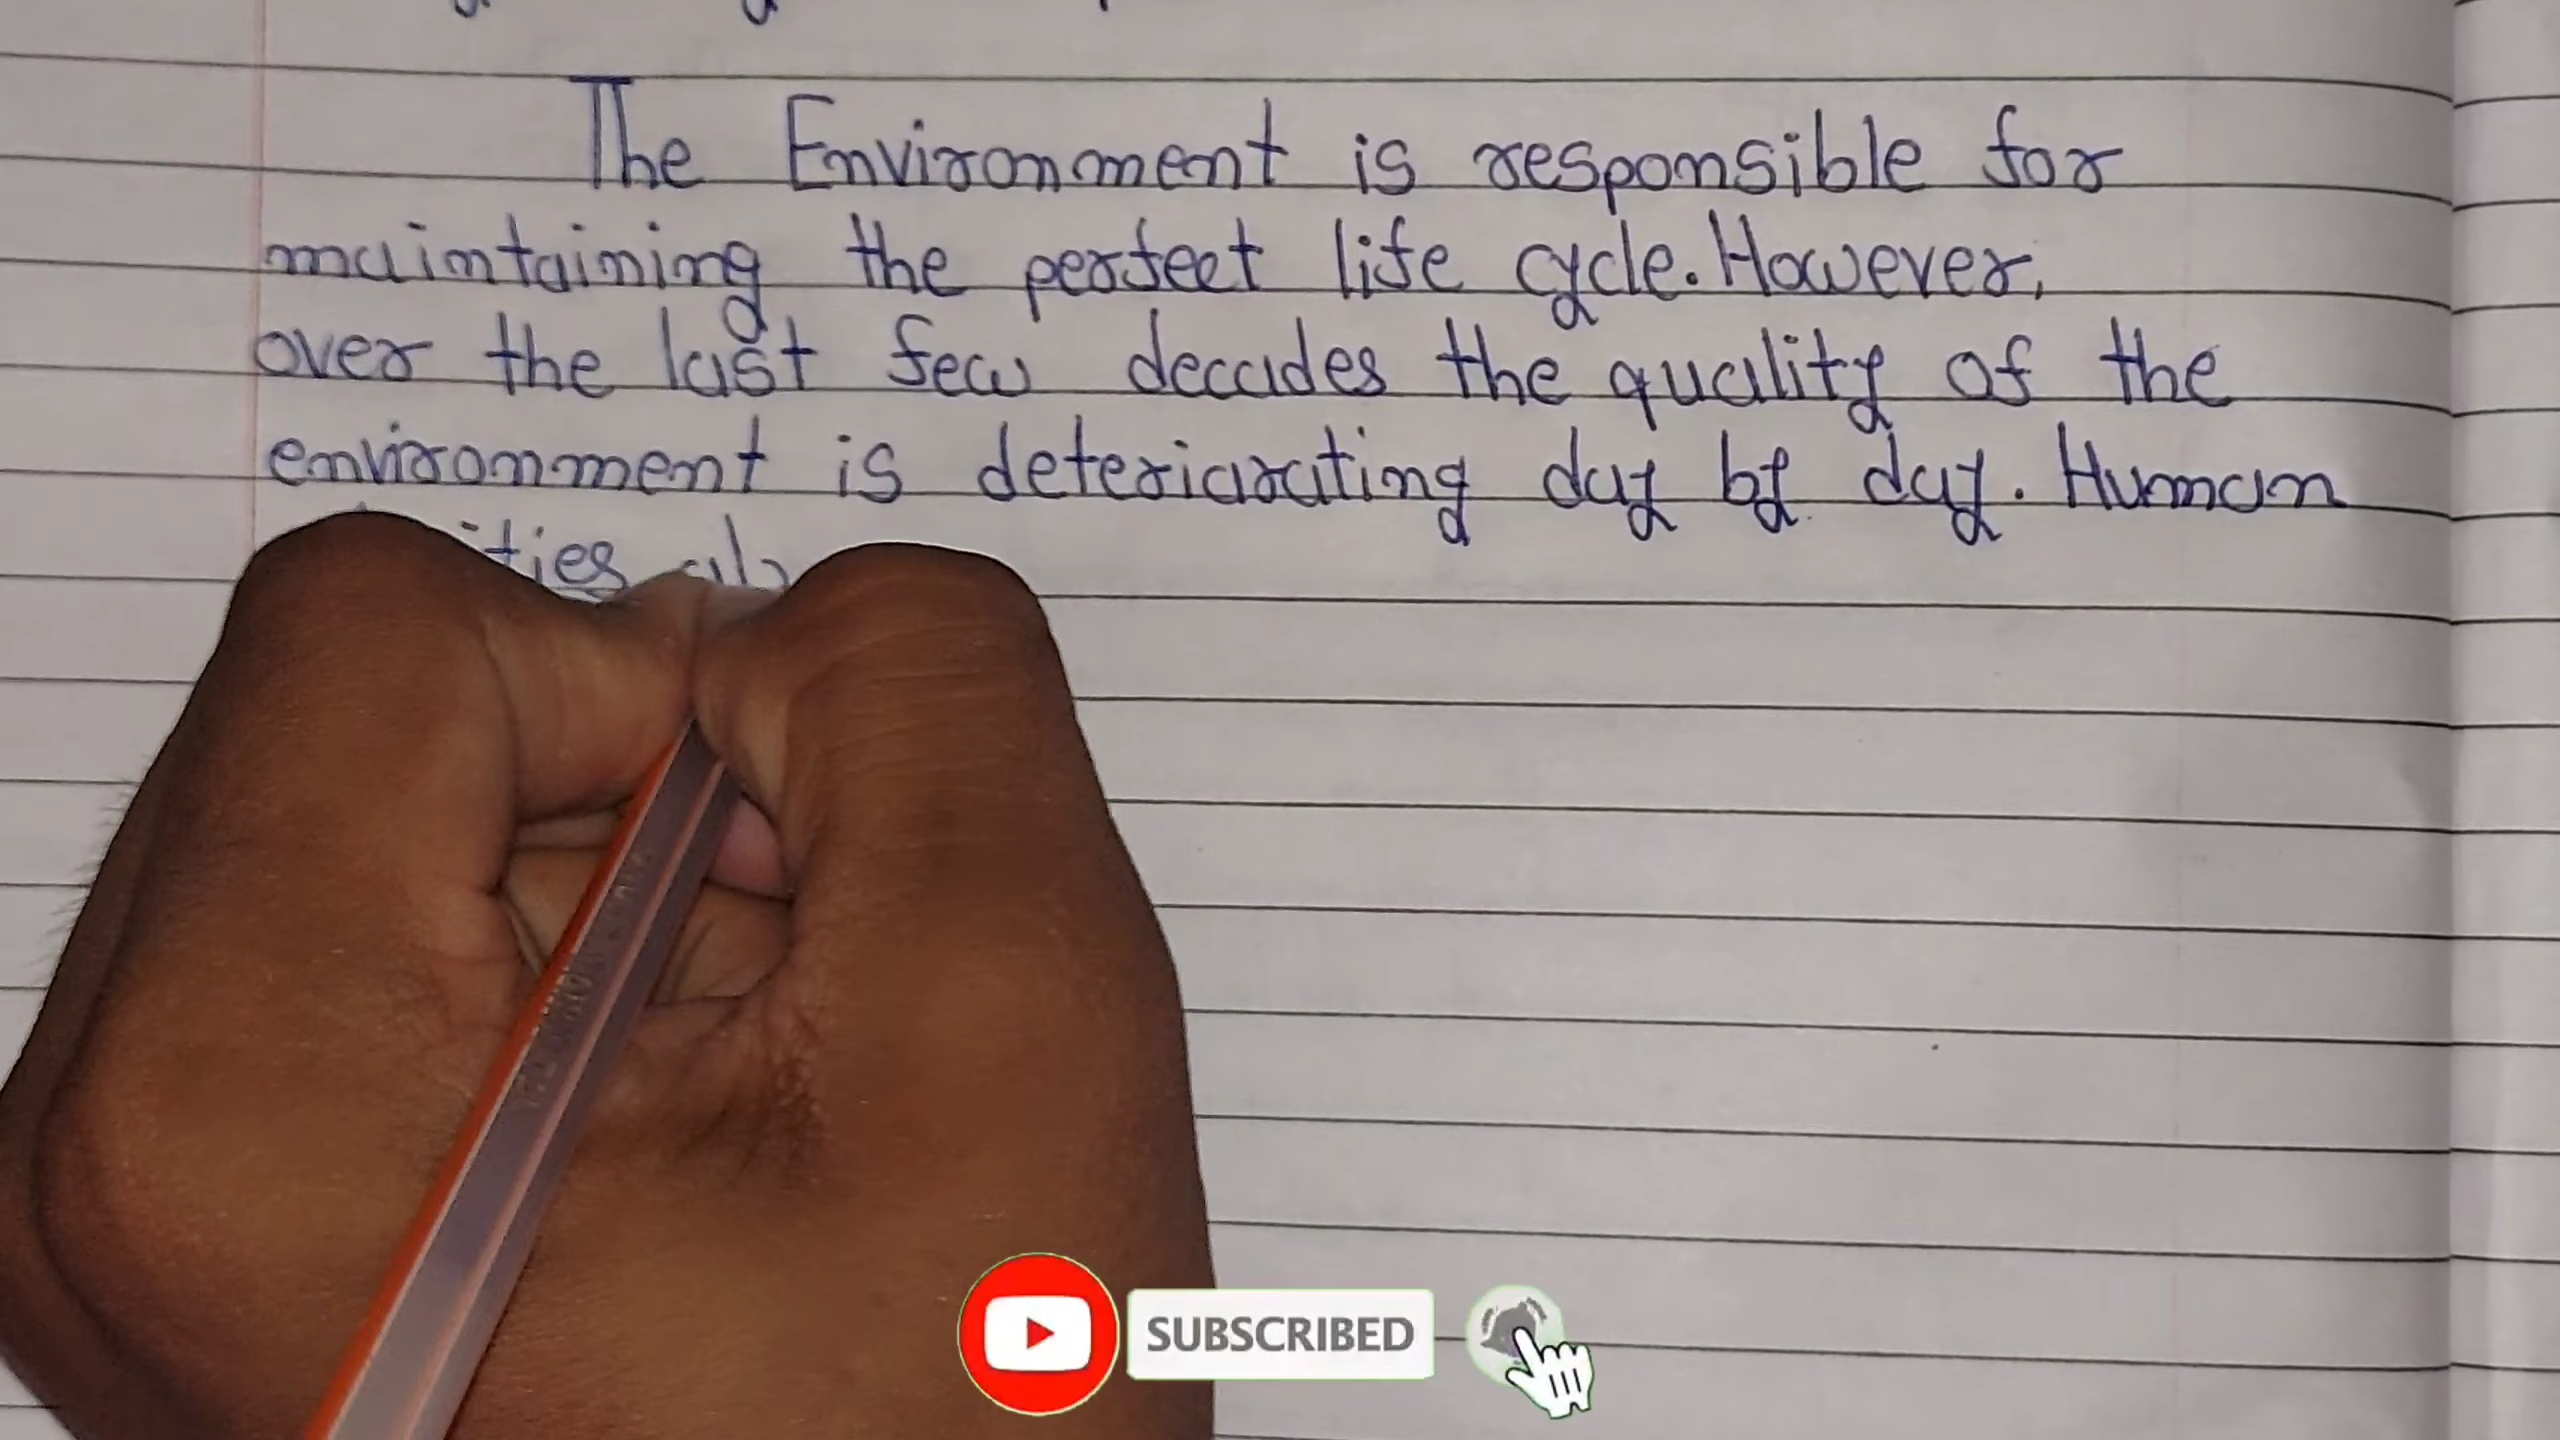 The Environment is responsible for
maintaining the perfect life cycle. However,
over the last few decades the quality of the
environment is deteriarating day by day. Human
SUBSCRIBED